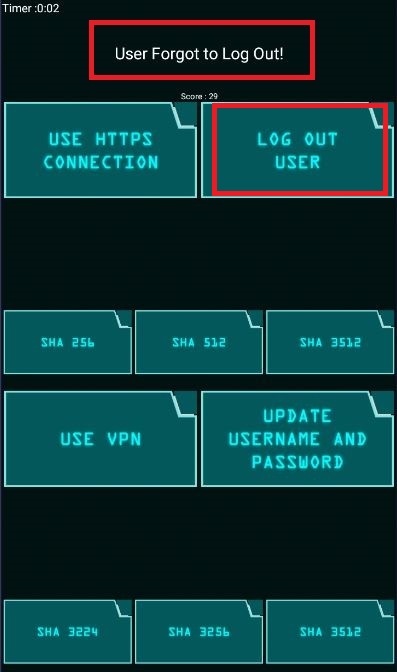 Timer :0:02
User Forgot to Log Out!
Score : 29
USE HTTPS
CONNECTION
LOG OUT
USER
SHA 256
SHA 512
SHA 3512
USE VPN
UPDATE
USERNAME AND
PASSWORD
SHA 3224
SHA 3256
SHA 3512